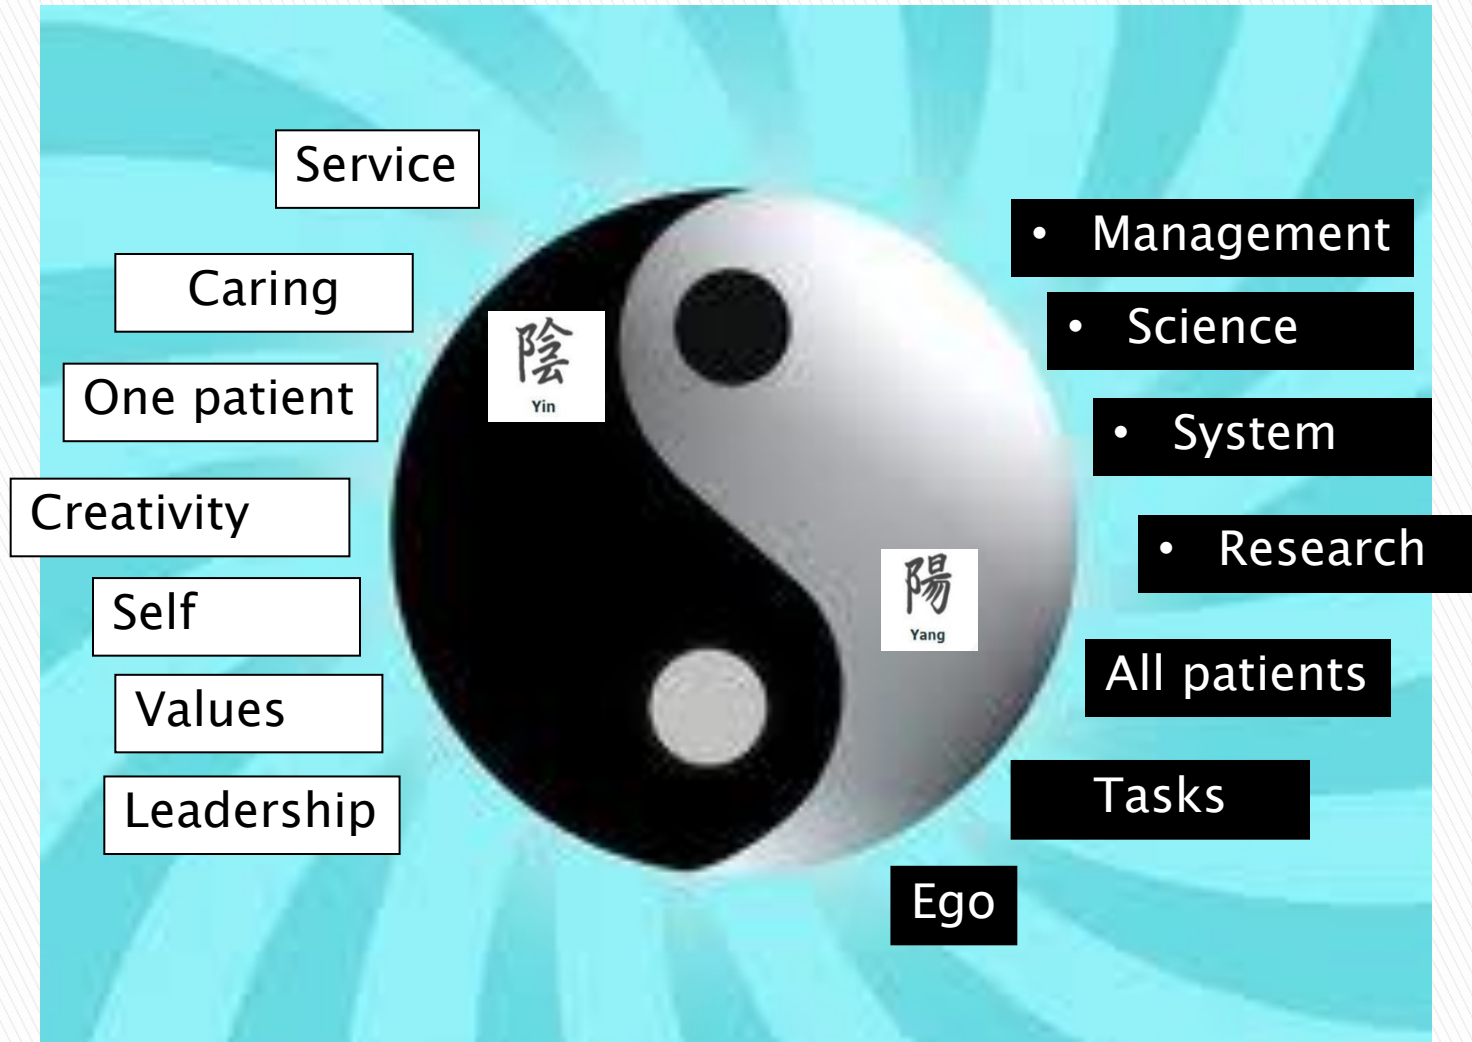 Service
Caring
One patient
Creativity
Self
Values
Leadership
陰
Yin
陽
Yang
• Management
• Science
• System
• Research
All patients
Tasks
Ego